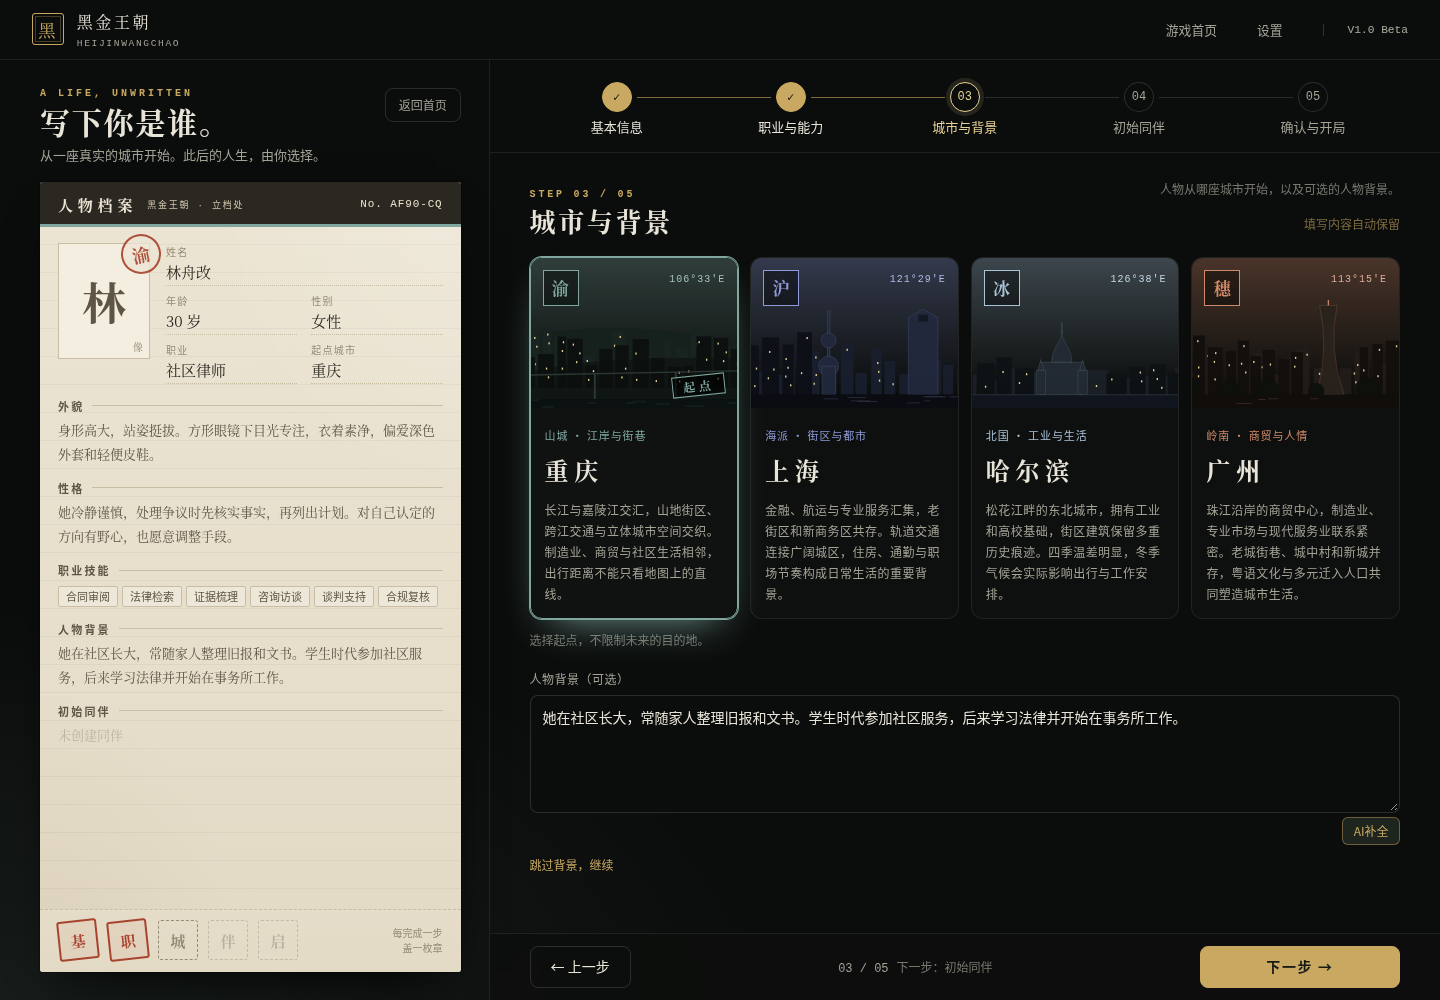 黑
黑金王朝
HEIJINWANGCHAO
游戏首页
设置
V1.0 Beta
A LIFE, UNWRITTEN
写下你是谁。
从一座真实的城市开始。此后的人生，由你选择。
返回首页
人物档案
黑金王朝 · 立档处
No. AF90-CQ
林
像
渝
姓名
林舟改
年龄
30 岁
性别
女性
职业
社区律师
起点城市
重庆
外貌
身形高大，站姿挺拔。方形眼镜下目光专注，衣着素净，偏爱深色
外套和轻便皮鞋。
性格
她冷静谨慎，处理争议时先核实事实，再列出计划。对自己认定的
方向有野心，也愿意调整手段。
职业技能
合同审阅
法律检索
证据梳理
咨询访谈
谈判支持
合规复核
人物背景
她在社区长大，常随家人整理旧报和文书。学生时代参加社区服
务，后来学习法律并开始在事务所工作。
初始同伴
未创建同伴
基
职
城
伴
启
每完成一步
盖一枚章
✓
基本信息
✓
职业与能力
03
城市与背景
04
初始同伴
05
确认与开局
STEP 03 / 05
城市与背景
人物从哪座城市开始，以及可选的人物背景。
填写内容自动保留
渝
106°33'E
起点
山城 · 江岸与街巷
重庆
长江与嘉陵江交汇，山地街区、
跨江交通与立体城市空间交织。
制造业、商贸与社区生活相邻，
出行距离不能只看地图上的直
线。
沪
121°29'E
海派 · 街区与都市
上海
金融、航运与专业服务汇集，老
街区和新商务区共存。轨道交通
连接广阔城区，住房、通勤与职
场节奏构成日常生活的重要背
景。
冰
126°38'E
北国 · 工业与生活
哈尔滨
松花江畔的东北城市，拥有工业
和高校基础，街区建筑保留多重
历史痕迹。四季温差明显，冬季
气候会实际影响出行与工作安
排。
穗
113°15'E
岭南 · 商贸与人情
广州
珠江沿岸的商贸中心，制造业、
专业市场与现代服务业联系紧
密。老城街巷、城中村和新城并
存，粤语文化与多元迁入人口共
同塑造城市生活。
选择起点，不限制未来的目的地。
人物背景（可选）
她在社区长大，常随家人整理旧报和文书。学生时代参加社区服务，后来学习法律并开始在事务所工作。
AI补全
跳过背景，继续
← 上一步
03 / 05 下一步：初始同伴
下一步 →